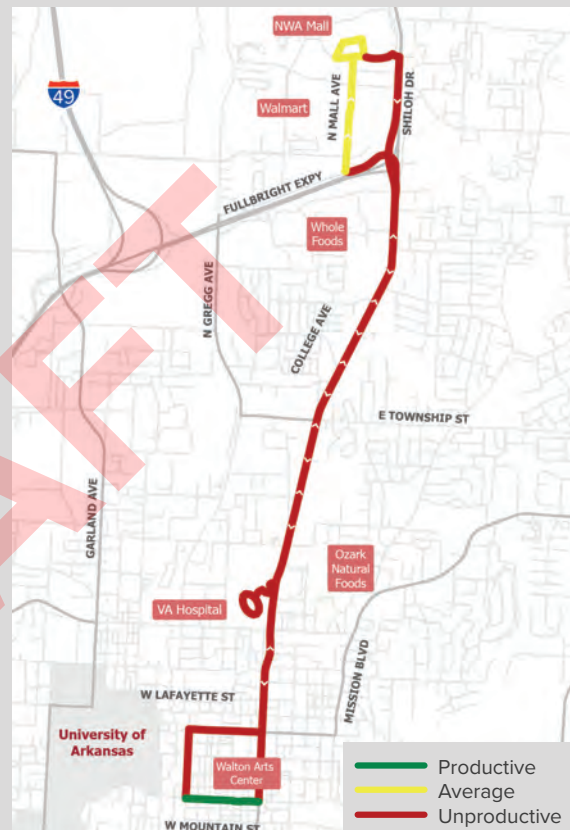 NWA Mall
49
Walmart
N MALL AVE
SHILOH DR.
FULLBRIGHT EXPY
Whole
Foods
N GREGG AVE
COLLEGE AVE
E TOWNSHIP ST
GARLAND AVE
Ozark
Natural
Foods
VA Hospital
MISSION BLVD
W LAFAYETTE ST
University of
Arkansas
Walton Arts
Center
W MOUNTAIN ST
Productive
Average
Unproductive
AFT